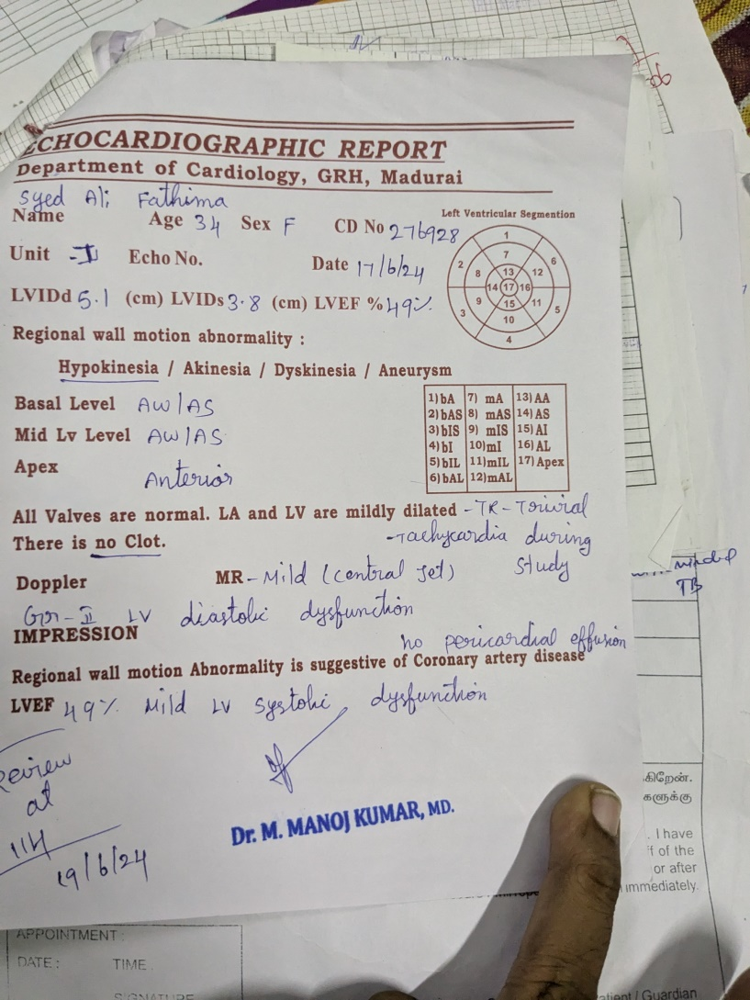 ECHOCARDIOGRAPHIC REPORT
Department of Cardiology, GRH, Madurai
Syed Ali Fathima
Name Age 34 Sex F CD No 276928
Left Ventricular Segmention
Unit -I Echo No. Date 17/6/24
LVIDd 5.1 (cm) LVIDs 3.8 (cm) LVEF % 49%
1
2 7 6
8 13 12
14 17 16
3 9 15 11 5
10
4
Regional wall motion abnormality :
Hypokinesia / Akinesia / Dyskinesia / Aneurysm
Basal Level AW/AS
Mid Lv Level AW/AS
Apex Anterior
1) bA 7) mA 13) AA
2) bAS 8) mAS 14) AS
3) bIS 9) mIS 15) AI
4) bI 10) mI 16) AL
5) bIL 11) mIL 17) Apex
6) bAL 12) mAL
All Valves are normal. LA and LV are mildly dilated - TR - Toriviral
There is no Clot. - Tachycardia during
study
Doppler MR - Mild (central Jet)
Gr - II LV diastolic dysfunction
IMPRESSION no pericardial effusion
Regional wall motion Abnormality is suggestive of Coronary artery disease
LVEF 49% Mild LV systolic dysfunction
Review
at
19/6/24
Dr. M. MANOJ KUMAR, MD.
TB
கிறேன்.
களுக்கு
. I have
of the
or after
immediately.
APPOINTMENT :
DATE : TIME .
SIGNATURE
Patient / Guardian